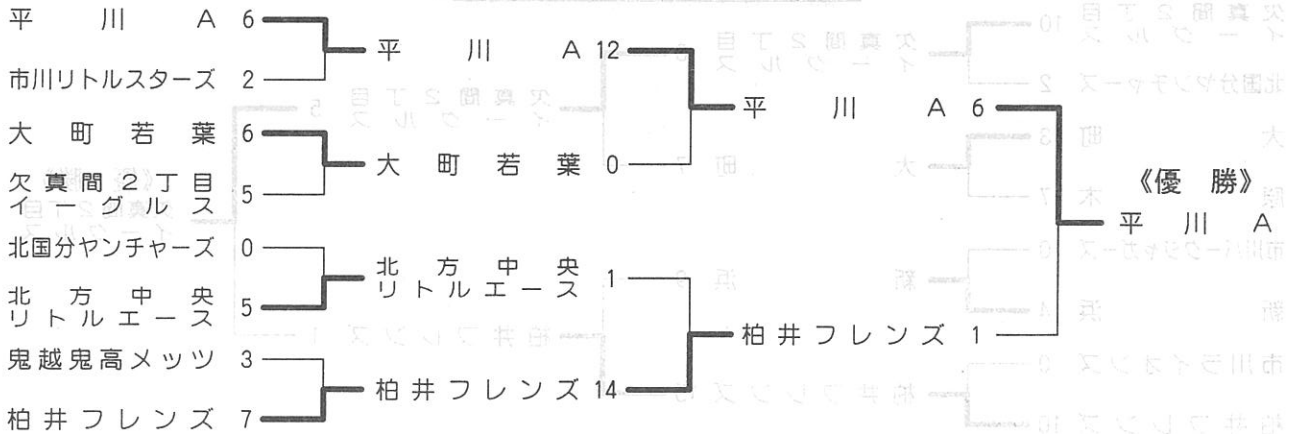 平川A 6
市川リトルスターズ 2
大町若葉 6
欠真間2丁目
イーグルス 5
北国分ヤンチャーズ 0
北方中央
リトルエース 5
鬼越鬼高メッツ 3
柏井フレンズ 7
平川A 12
大町若葉 0
北方中央
リトルエース 1
柏井フレンズ 14
平川A 6
柏井フレンズ 1
《優勝》
平川A